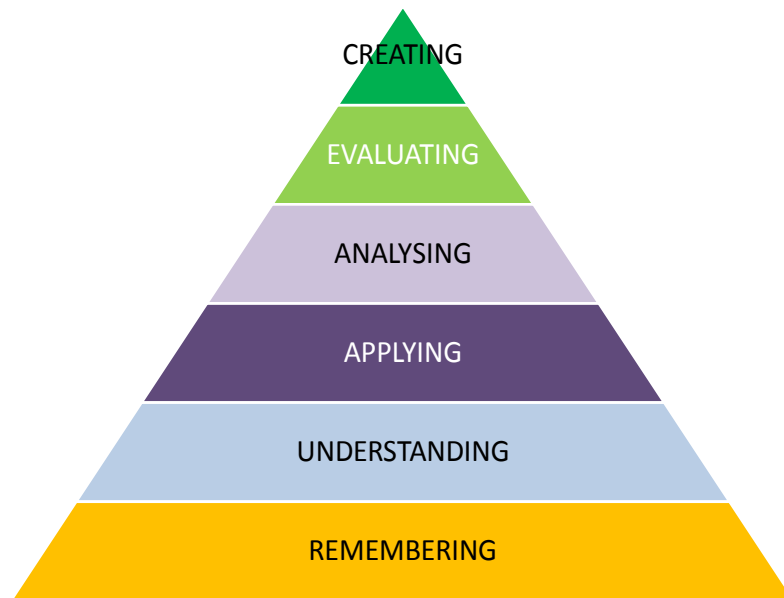 CREATING
EVALUATING
ANALYSING
APPLYING
UNDERSTANDING
REMEMBERING